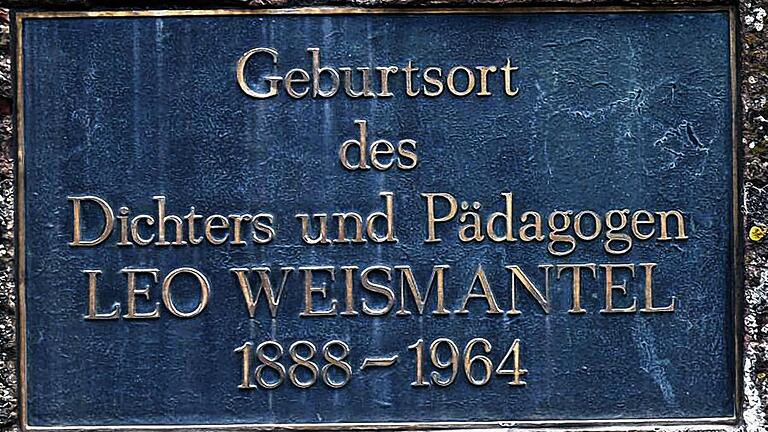 Geburtsort
des
Dichters und Pädagogen
LEO WEISMANTEL
1888-1964